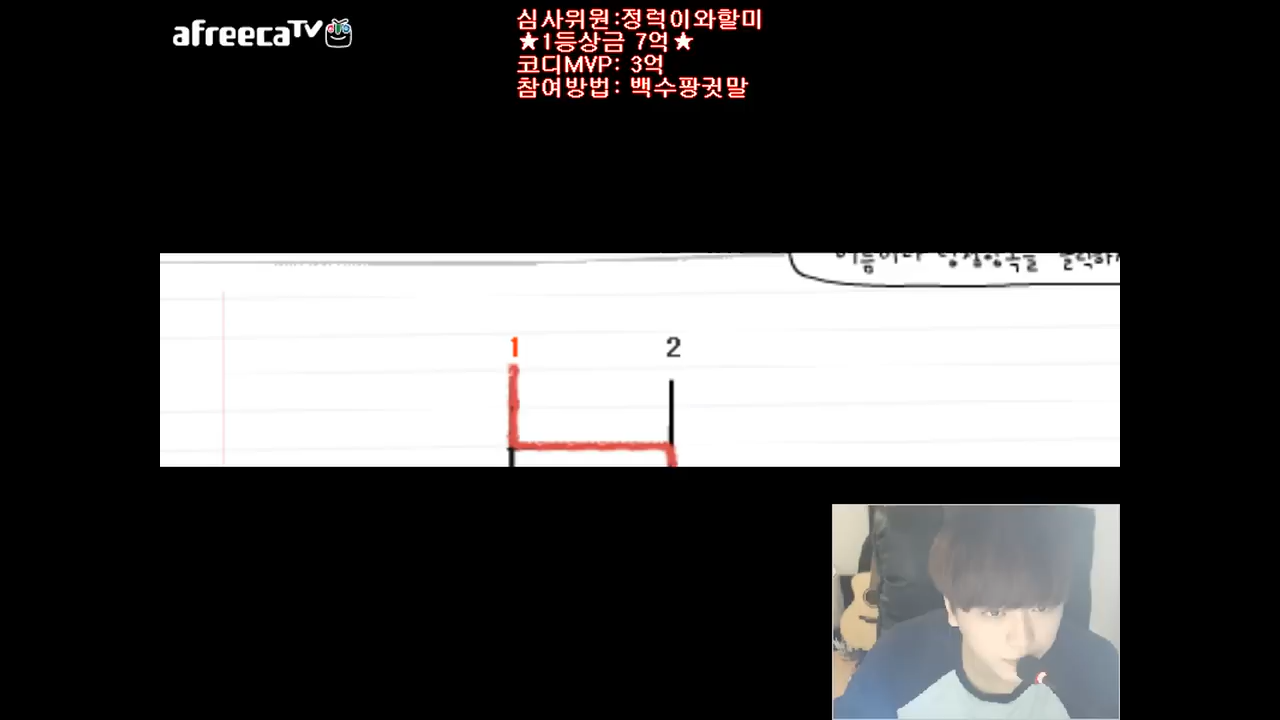 afreecaTV
심사위원:정력이와할미
★1등상금 7억★
코디MVP: 3억
참여방법: 백수팡귓말
1
2